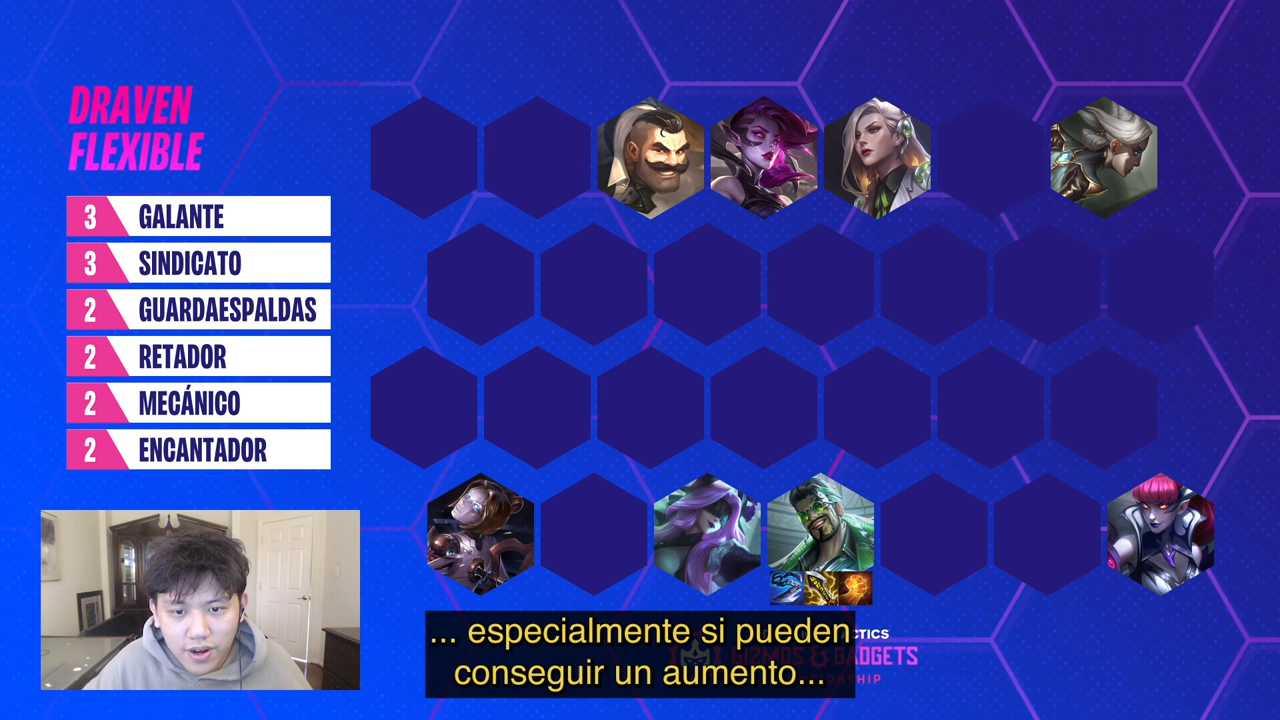 DRAVEN
FLEXIBLE
3 GALANTE
3 SINDICATO
2 GUARDAESPALDAS
2 RETADOR
2 MECÁNICO
2 ENCANTADOR
... especialmente si pueden
conseguir un aumento...
GADGETS